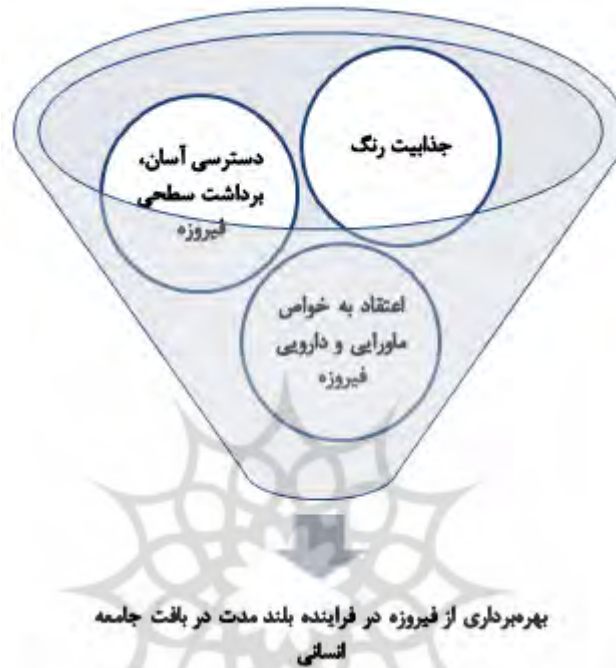 جذابیت رنگ
دسترسی آسان،
برداشت سطحی
فیروزه
اعتقاد به خواص
ماورایی و دارویی
فیروزه
بهره‌برداری از فیروزه در فراینده بلند مدت در بافت جامعه
انسانی